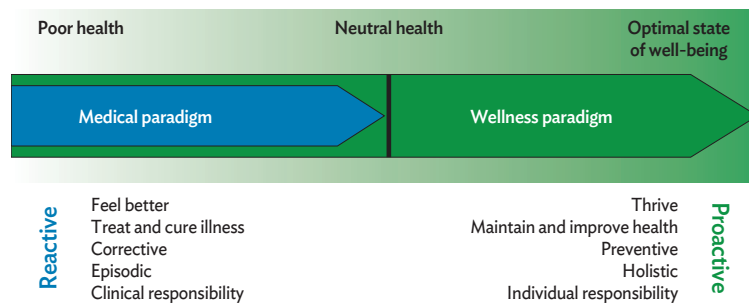 Poor health
Neutral health
Optimal state
of well-being
Medical paradigm
Wellness paradigm
Reactive
Feel better
Treat and cure illness
Corrective
Episodic
Clinical responsibility
Thrive
Maintain and improve health
Preventive
Holistic
Individual responsibility
Proactive